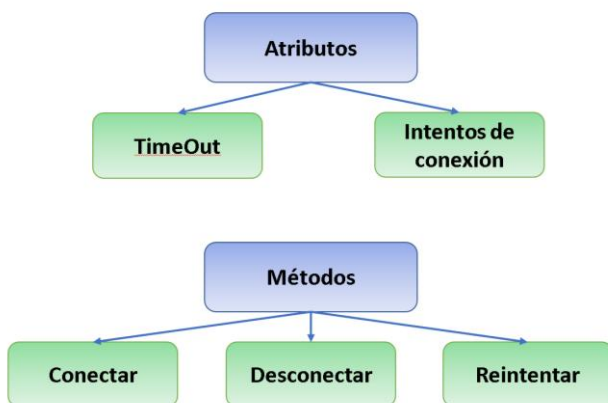 Atributos
TimeOut
Intentos de
conexión
Métodos
Conectar
Desconectar
Reintentar